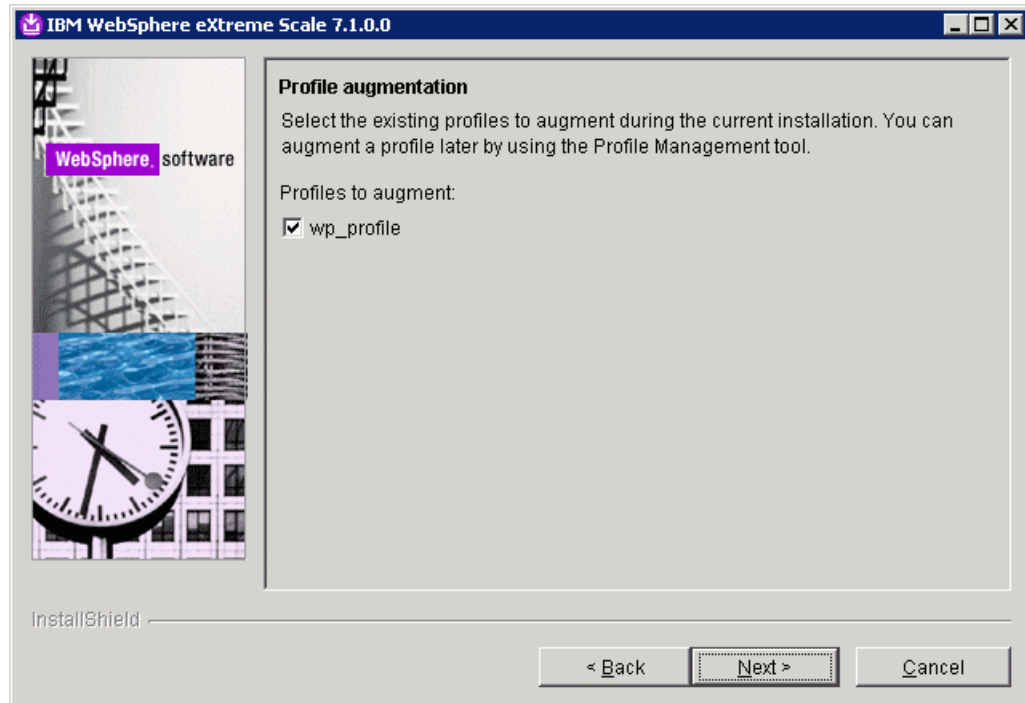 IBM WebSphere eXtreme Scale 7.1.0.0
WebSphere. software
Profile augmentation
Select the existing profiles to augment during the current installation. You can
augment a profile later by using the Profile Management tool.
Profiles to augment:
wp_profile
InstallShield
< Back
Next >
Cancel